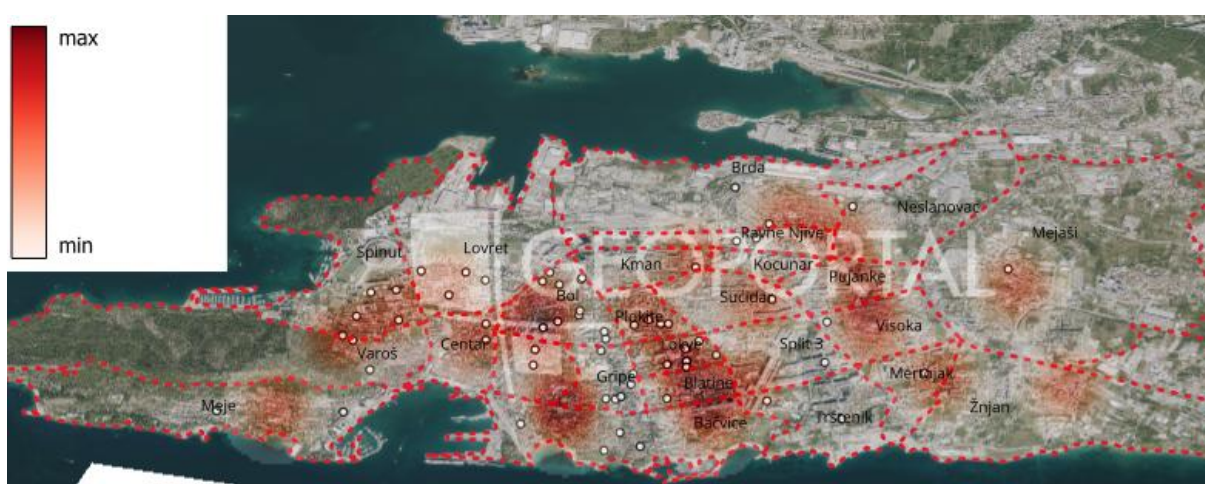 max
min
Brda
Neslanovac
Mejaši
Ravne Njive
Spinut
Lovret
GEOPORTAL
Kman
Kocunar
Pujanke
Bol
Sućidar
Plokite
Visoka
Varoš
Centar
Lokve
Split 3
Gripe
Blatine
Mertojak
Meje
Žnjan
Bačvice
Trstenik